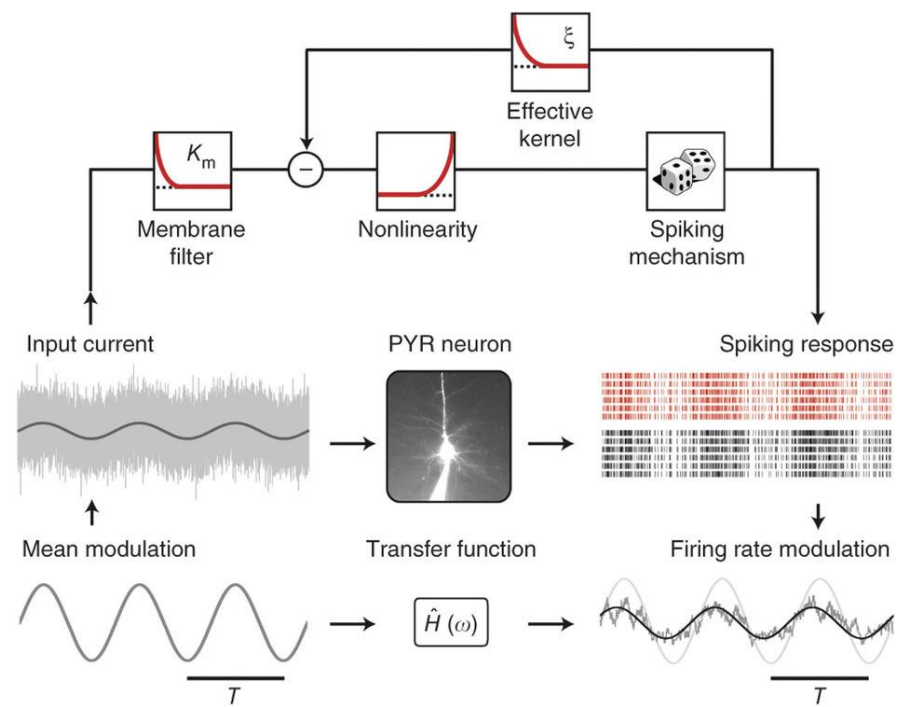 ξ
Effective
kernel
Km
−
Membrane
filter
Nonlinearity
Spiking
mechanism
Input current
PYR neuron
Spiking response
Mean modulation
Transfer function
Firing rate modulation
Ĥ (ω)
T
T